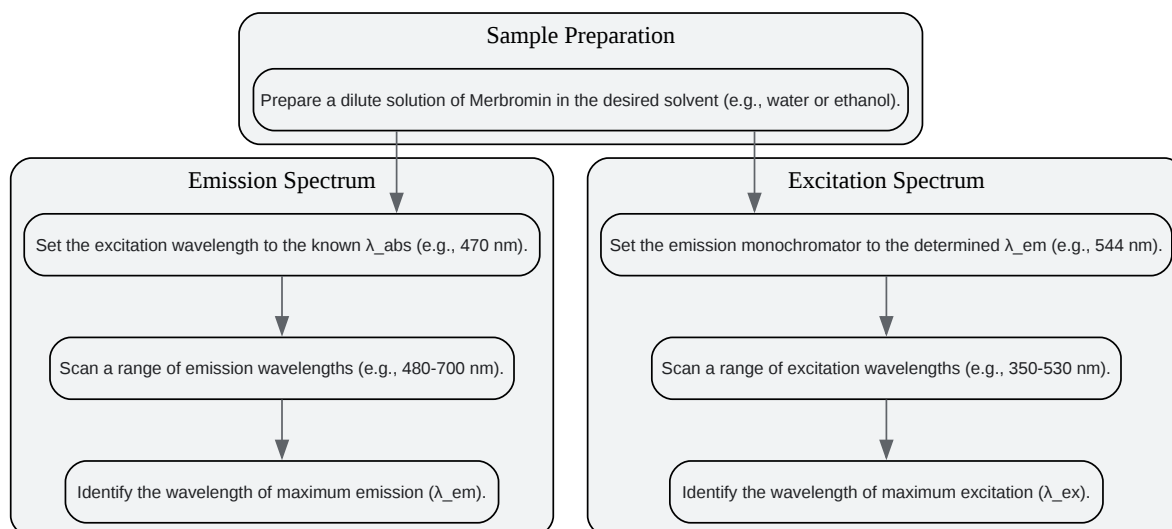 Sample Preparation
Prepare a dilute solution of Merbromin in the desired solvent (e.g., water or ethanol).
Emission Spectrum
Set the excitation wavelength to the known λ_abs (e.g., 470 nm).
Scan a range of emission wavelengths (e.g., 480-700 nm).
Identify the wavelength of maximum emission (λ_em).
Excitation Spectrum
Set the emission monochromator to the determined λ_em (e.g., 544 nm).
Scan a range of excitation wavelengths (e.g., 350-530 nm).
Identify the wavelength of maximum excitation (λ_ex).